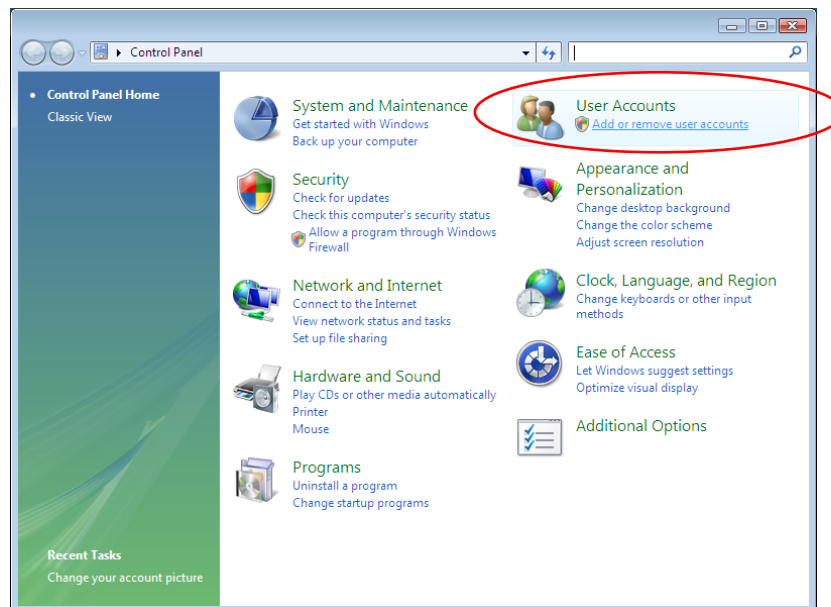 Control Panel
Control Panel Home
Classic View
System and Maintenance
Get started with Windows
Back up your computer
Security
Check for updates
Check this computer's security status
Allow a program through Windows
Firewall
Network and Internet
Connect to the Internet
View network status and tasks
Set up file sharing
Hardware and Sound
Play CDs or other media automatically
Printer
Mouse
Programs
Uninstall a program
Change startup programs
User Accounts
Add or remove user accounts
Appearance and
Personalization
Change desktop background
Change the color scheme
Adjust screen resolution
Clock, Language, and Region
Change keyboards or other input
methods
Ease of Access
Let Windows suggest settings
Optimize visual display
Additional Options
Recent Tasks
Change your account picture